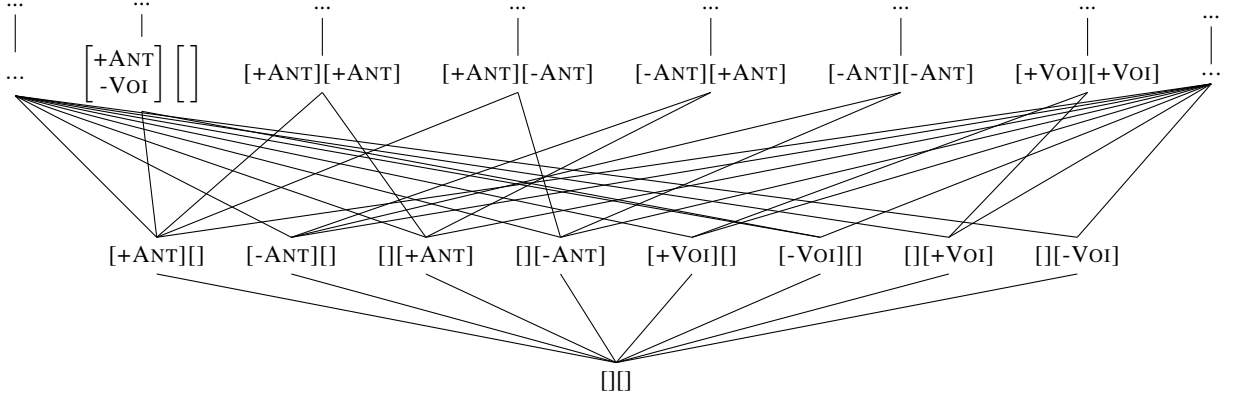 ... ... ... ... ... ... ... ...
... [+ANT -VOI] [ ] [+ANT][+ANT] [+ANT][-ANT] [-ANT][+ANT] [-ANT][-ANT] [+VOI][+VOI] ...
[+ANT][] [-ANT][] [][+ANT] [][-ANT] [+VOI][] [-VOI][] [][+VOI] [][-VOI]
[][]